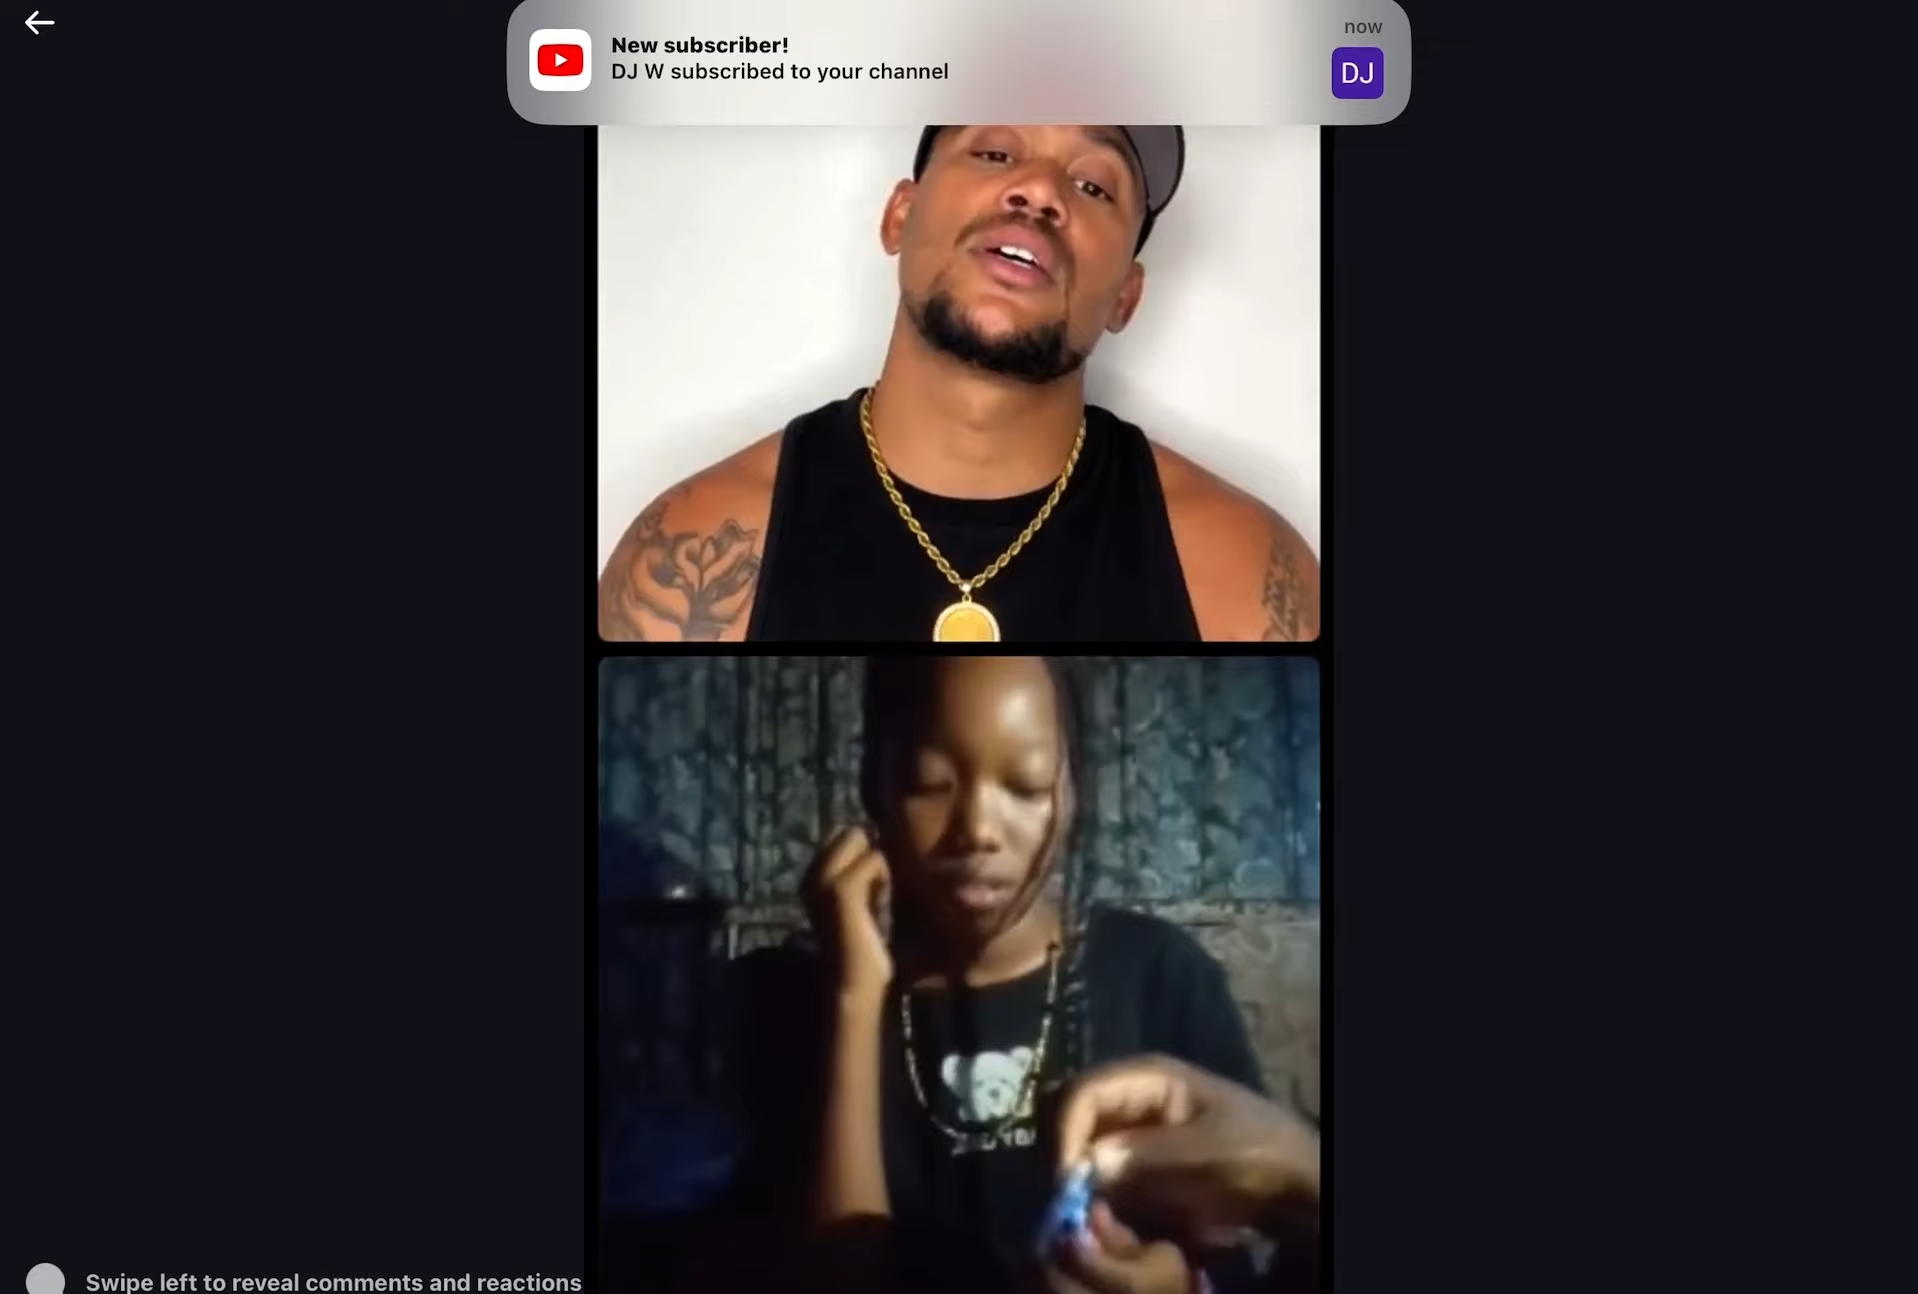 now
New subscriber!
DJ W subscribed to your channel
DJ
Swipe left to reveal comments and reactions